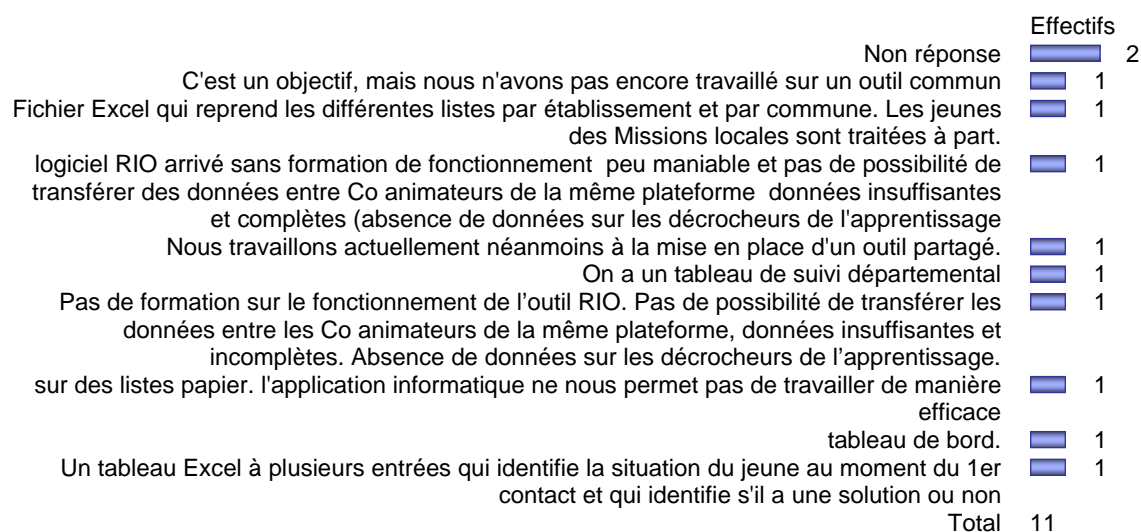 Effectifs
Non réponse 2
C'est un objectif, mais nous n'avons pas encore travaillé sur un outil commun 1
Fichier Excel qui reprend les différentes listes par établissement et par commune. Les jeunes 1
des Missions locales sont traitées à part.
logiciel RIO arrivé sans formation de fonctionnement  peu maniable et pas de possibilité de 1
transférer des données entre Co animateurs de la même plateforme  données insuffisantes
et complètes (absence de données sur les décrocheurs de l'apprentissage
Nous travaillons actuellement néanmoins à la mise en place d'un outil partagé. 1
On a un tableau de suivi départemental 1
Pas de formation sur le fonctionnement de l’outil RIO. Pas de possibilité de transférer les 1
données entre les Co animateurs de la même plateforme, données insuffisantes et
incomplètes. Absence de données sur les décrocheurs de l’apprentissage.
sur des listes papier. l'application informatique ne nous permet pas de travailler de manière 1
efficace
tableau de bord. 1
Un tableau Excel à plusieurs entrées qui identifie la situation du jeune au moment du 1er 1
contact et qui identifie s'il a une solution ou non
Total 11